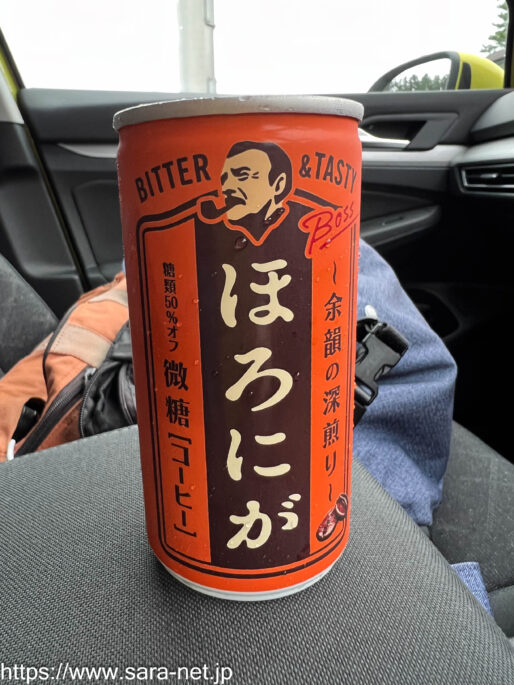 BITTER & TASTY
Boss
～余韻の深煎り～
ほろにが
糖類50%オフ
微糖[コーヒー]
https://www.sara-net.jp